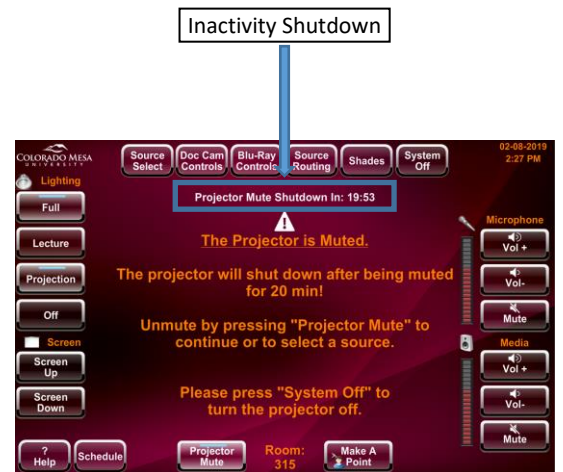 Inactivity Shutdown
COLORADO MESA
UNIVERSITY
Source
Select
Doc Cam
Controls
Blu-Ray
Controls
Source
Routing
Shades
System
Off
02-08-2019
2:27 PM
Lighting
Full
Lecture
Projection
Off
Screen
Screen
Up
Screen
Down
?
Help
Schedule
Projector Mute Shutdown In: 19:53
The Projector is Muted.
The projector will shut down after being muted
for 20 min!
Unmute by pressing "Projector Mute" to
continue or to select a source.
Please press "System Off" to
turn the projector off.
Projector
Mute
Room:
315
Make A
Point
Microphone
Vol +
Vol-
Mute
Media
Vol +
Vol-
Mute